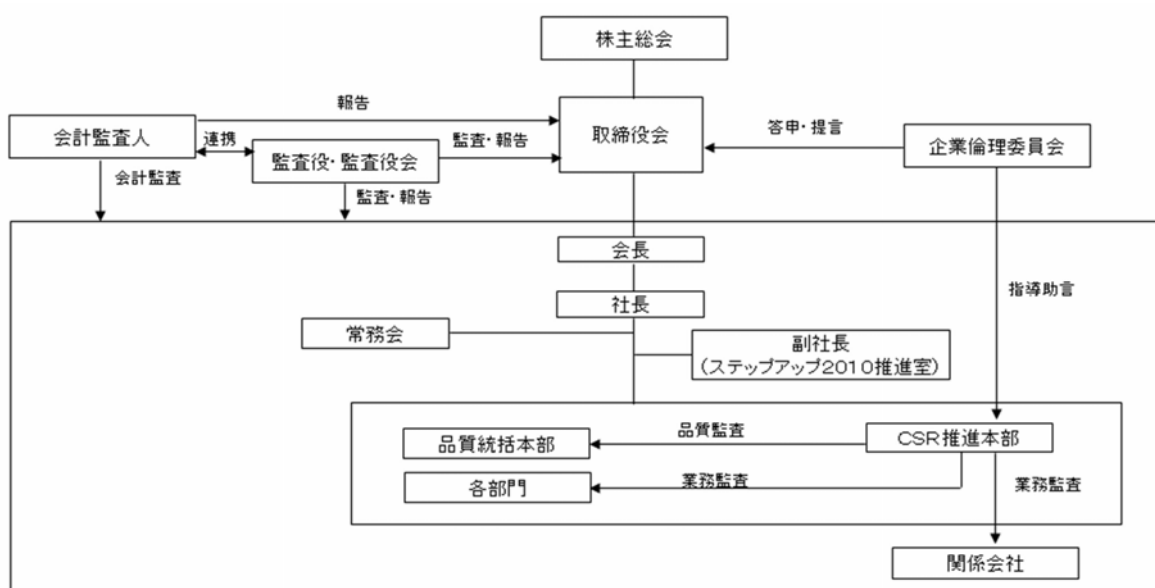 株主総会
報告
会計監査人
連携
監査・報告
取締役会
答申・提言
企業倫理委員会
監査役・監査役会
会計監査
監査・報告
会長
指導助言
社長
常務会
副社長
(ステップアップ2010推進室)
品質統括本部
品質監査
CSR推進本部
各部門
業務監査
業務監査
関係会社